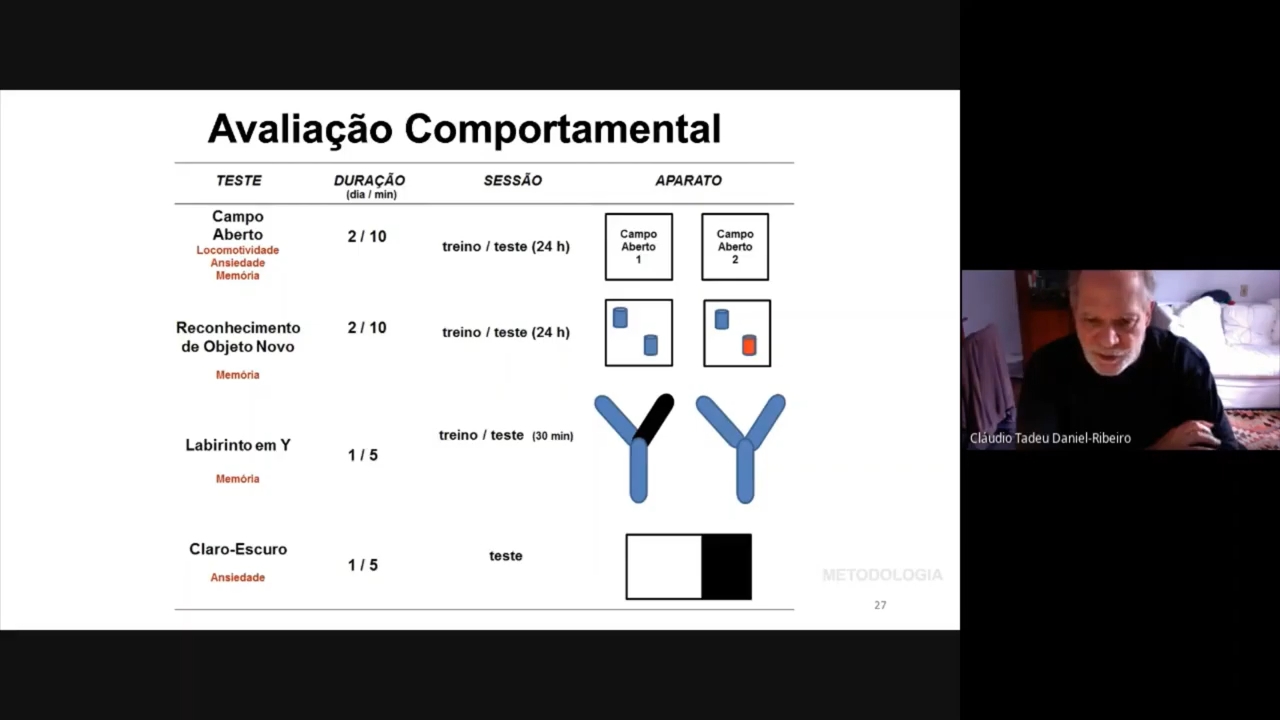 Avaliação Comportamental
TESTE DURAÇÃO SESSÃO APARATO
(dia / min)
Campo
Aberto
Locomotividade
Ansiedade
Memória
2 / 10
treino / teste (24 h)
Campo
Aberto
1
Campo
Aberto
2
Reconhecimento
de Objeto Novo
Memória
2 / 10
treino / teste (24 h)
Labirinto em Y
Memória
1 / 5
treino / teste (30 min)
Claro-Escuro
Ansiedade
1 / 5
teste
METODOLOGIA
27
Cláudio Tadeu Daniel-Ribeiro